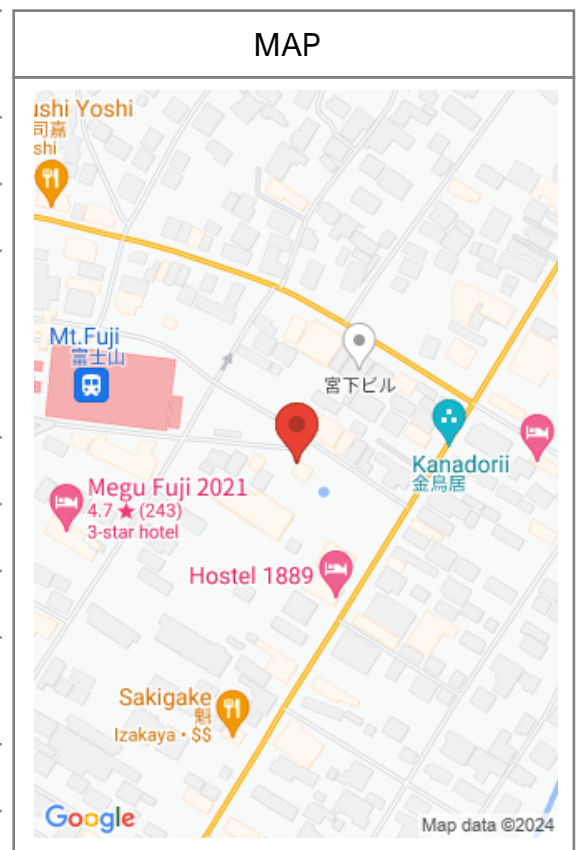 MAP
ushi Yoshi
司嘉
shi
Mt.Fuji
富士山
宮下ビル
Kanadorii
金鳥居
Megu Fuji 2021
4.7 ★ (243)
3-star hotel
Hostel 1889
Sakigake
魁
Izakaya • $$
Google
Map data ©2024